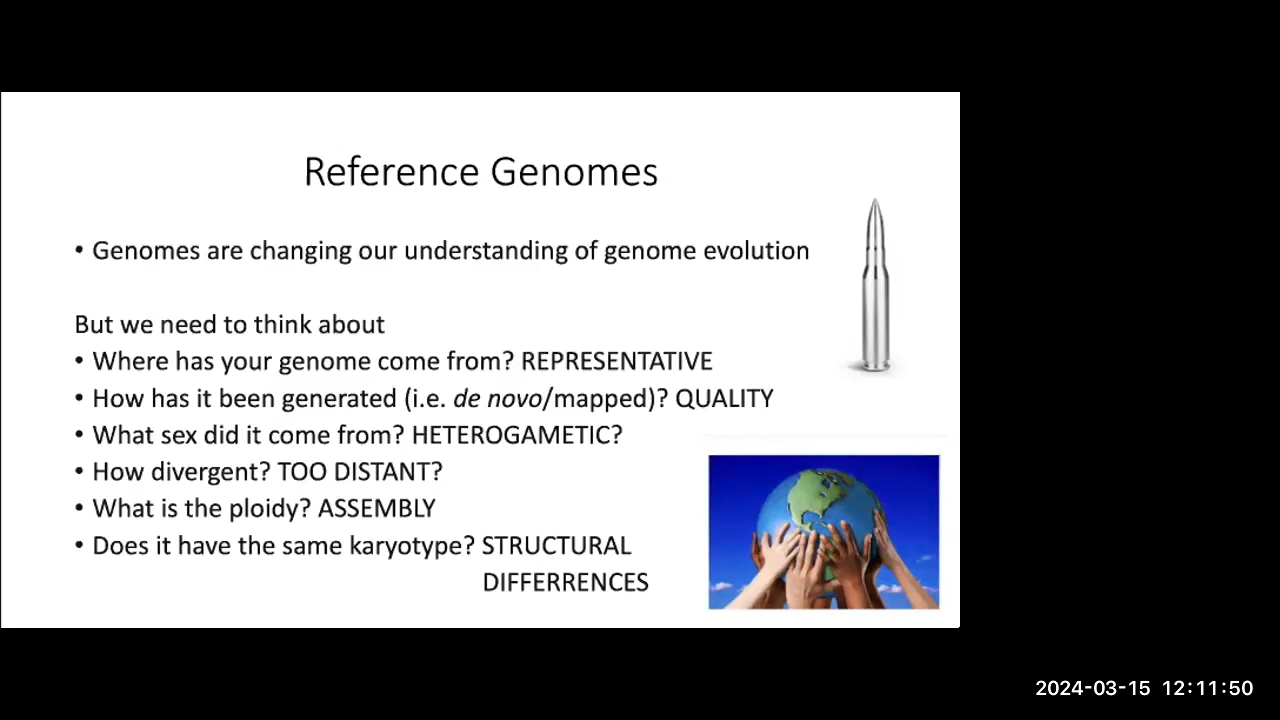 Reference Genomes
• Genomes are changing our understanding of genome evolution
But we need to think about
• Where has your genome come from? REPRESENTATIVE
• How has it been generated (i.e. de novo/mapped)? QUALITY
• What sex did it come from? HETEROGAMETIC?
• How divergent? TOO DISTANT?
• What is the ploidy? ASSEMBLY
• Does it have the same karyotype? STRUCTURAL
DIFFERRENCES
2024-03-15 12:11:50